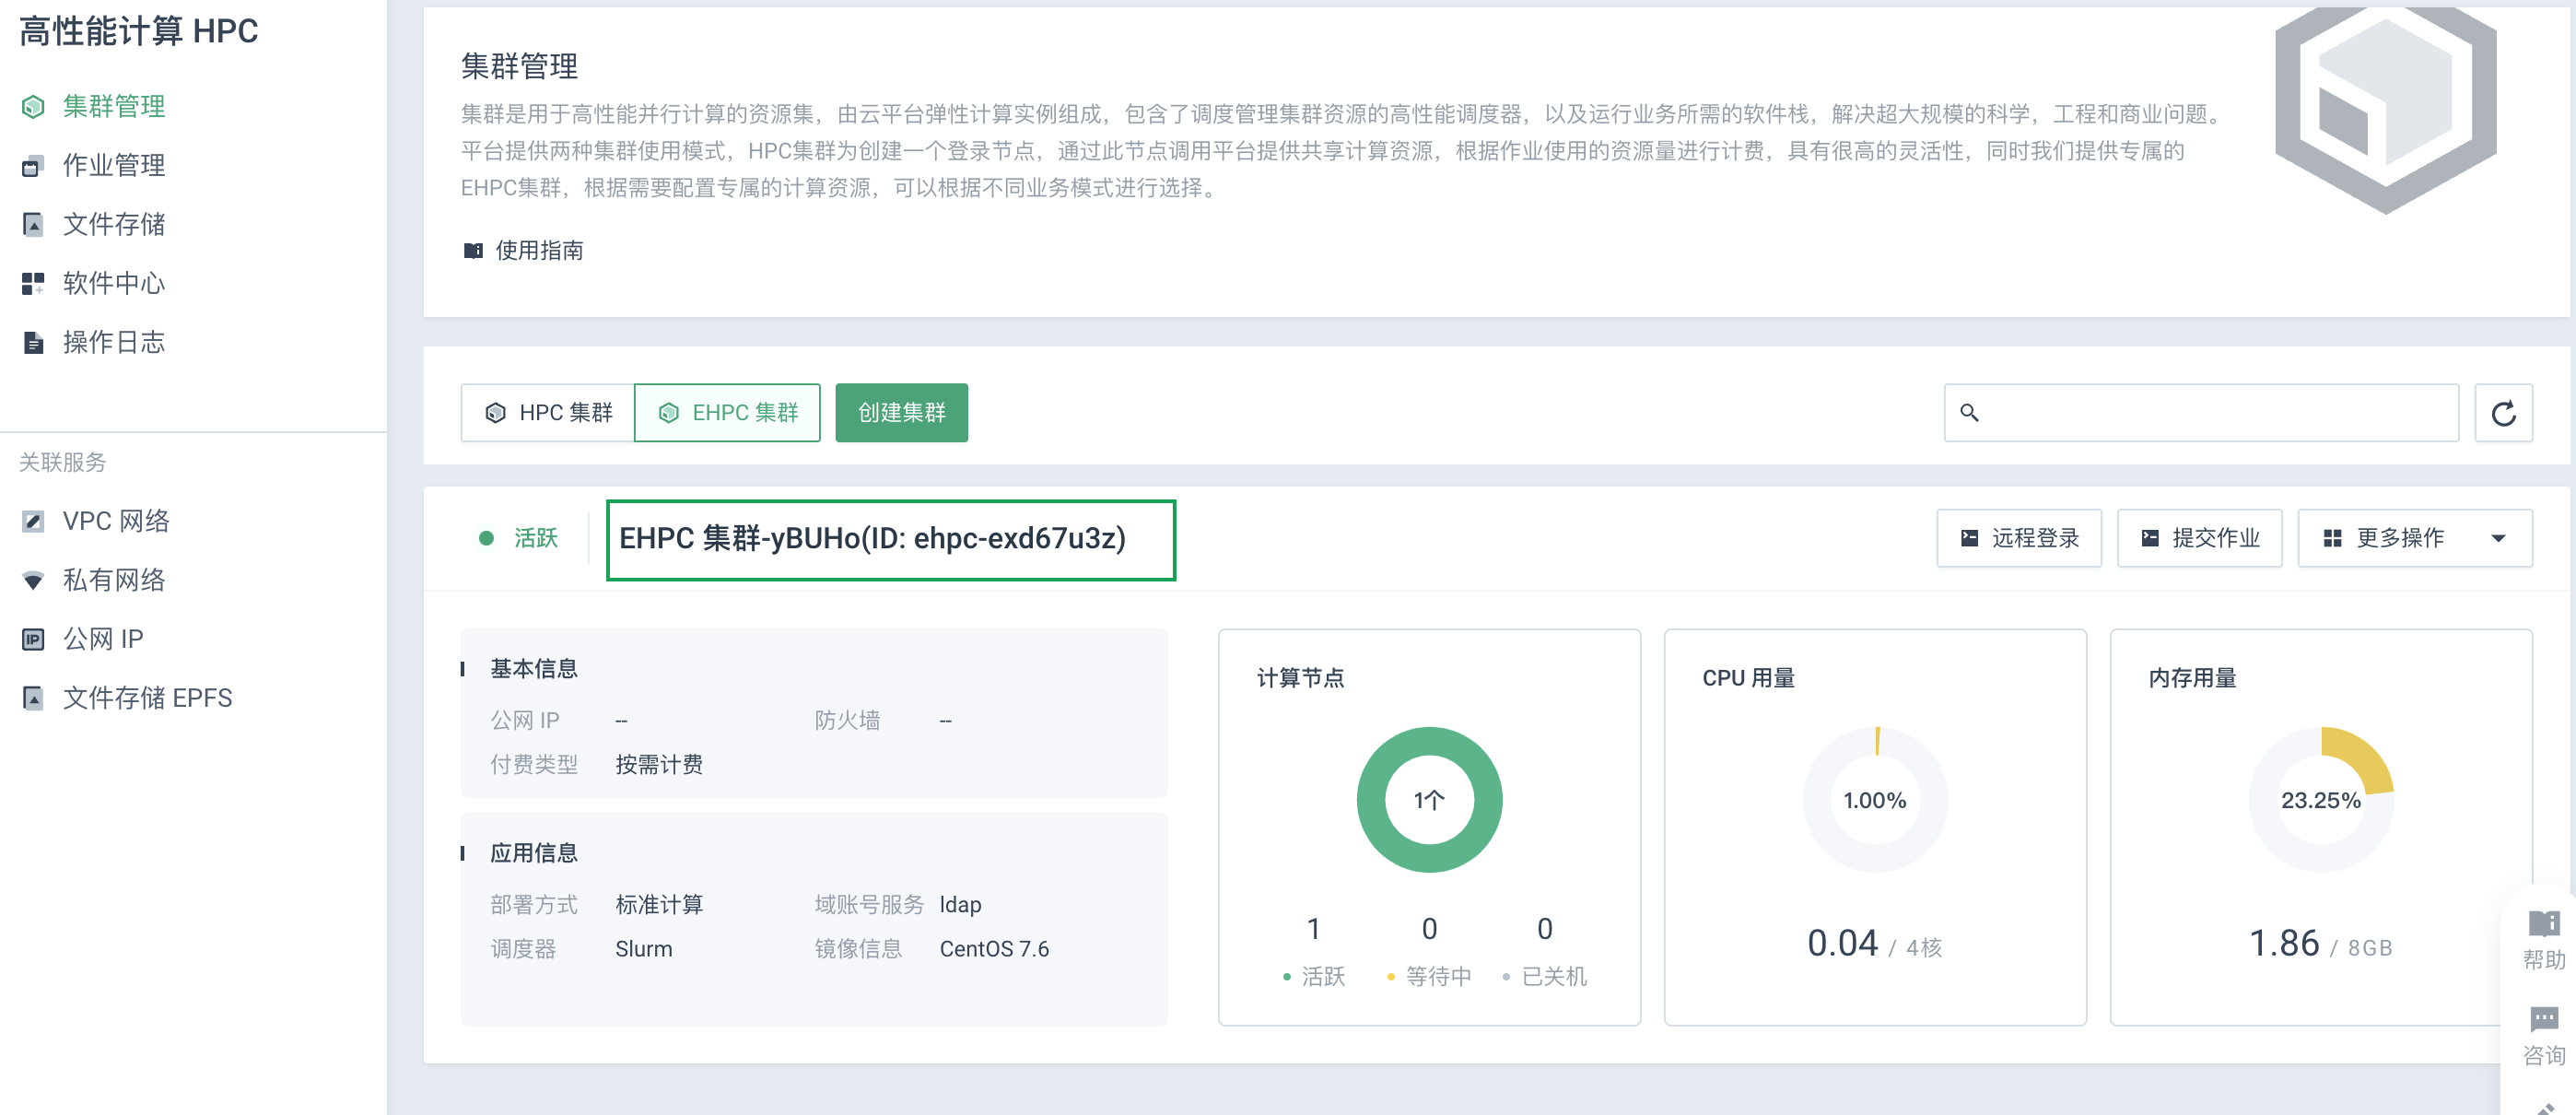 高性能计算 HPC
集群管理
作业管理
文件存储
软件中心
操作日志
关联服务
VPC 网络
私有网络
公网 IP
文件存储 EPFS
集群管理
集群是用于高性能并行计算的资源集，由云平台弹性计算实例组成，包含了调度管理集群资源的高性能调度器，以及运行业务所需的软件栈，解决超大规模的科学，工程和商业问题。
平台提供两种集群使用模式，HPC集群为创建一个登录节点，通过此节点调用平台提供共享计算资源，根据作业使用的资源量进行计费，具有很高的灵活性，同时我们提供专属的
EHPC集群，根据需要配置专属的计算资源，可以根据不同业务模式进行选择。
使用指南
HPC 集群 EHPC 集群 创建集群
活跃 EHPC 集群-yBUHo(ID: ehpc-exd67u3z) 远程登录 提交作业 更多操作
基本信息
公网 IP -- 防火墙 --
付费类型 按需计费
应用信息
部署方式 标准计算 域账号服务 ldap
调度器 Slurm 镜像信息 CentOS 7.6
计算节点
1个
1 0 0
活跃 等待中 已关机
CPU 用量
1.00%
0.04 / 4核
内存用量
23.25%
1.86 / 8GB
帮助
咨询